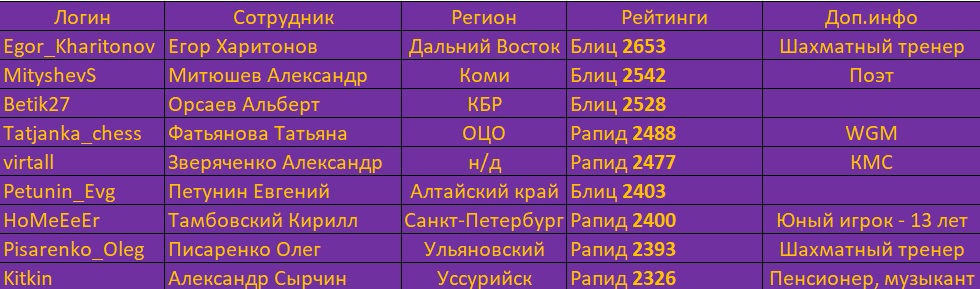 Логин Сотрудник Регион Рейтинги Доп.инфо
Egor_Kharitonov Егор Харитонов Дальний Восток Блиц 2653 Шахматный тренер
MityshevS Митюшев Александр Коми Блиц 2542 Поэт
Betik27 Орсаев Альберт КБР Блиц 2528
Tatjanka_chess Фатьянова Татьяна ОЦО Рапид 2488 WGM
virtall Зверяченко Александр н/д Рапид 2477 КМС
Petunin_Evg Петунин Евгений Алтайский край Блиц 2403
HoMeEeEr Тамбовский Кирилл Санкт-Петербург Рапид 2400 Юный игрок - 13 лет
Pisarenko_Oleg Писаренко Олег Ульяновский Рапид 2393 Шахматный тренер
Kitkin Александр Сырчин Уссурийск Рапид 2326 Пенсионер, музыкант